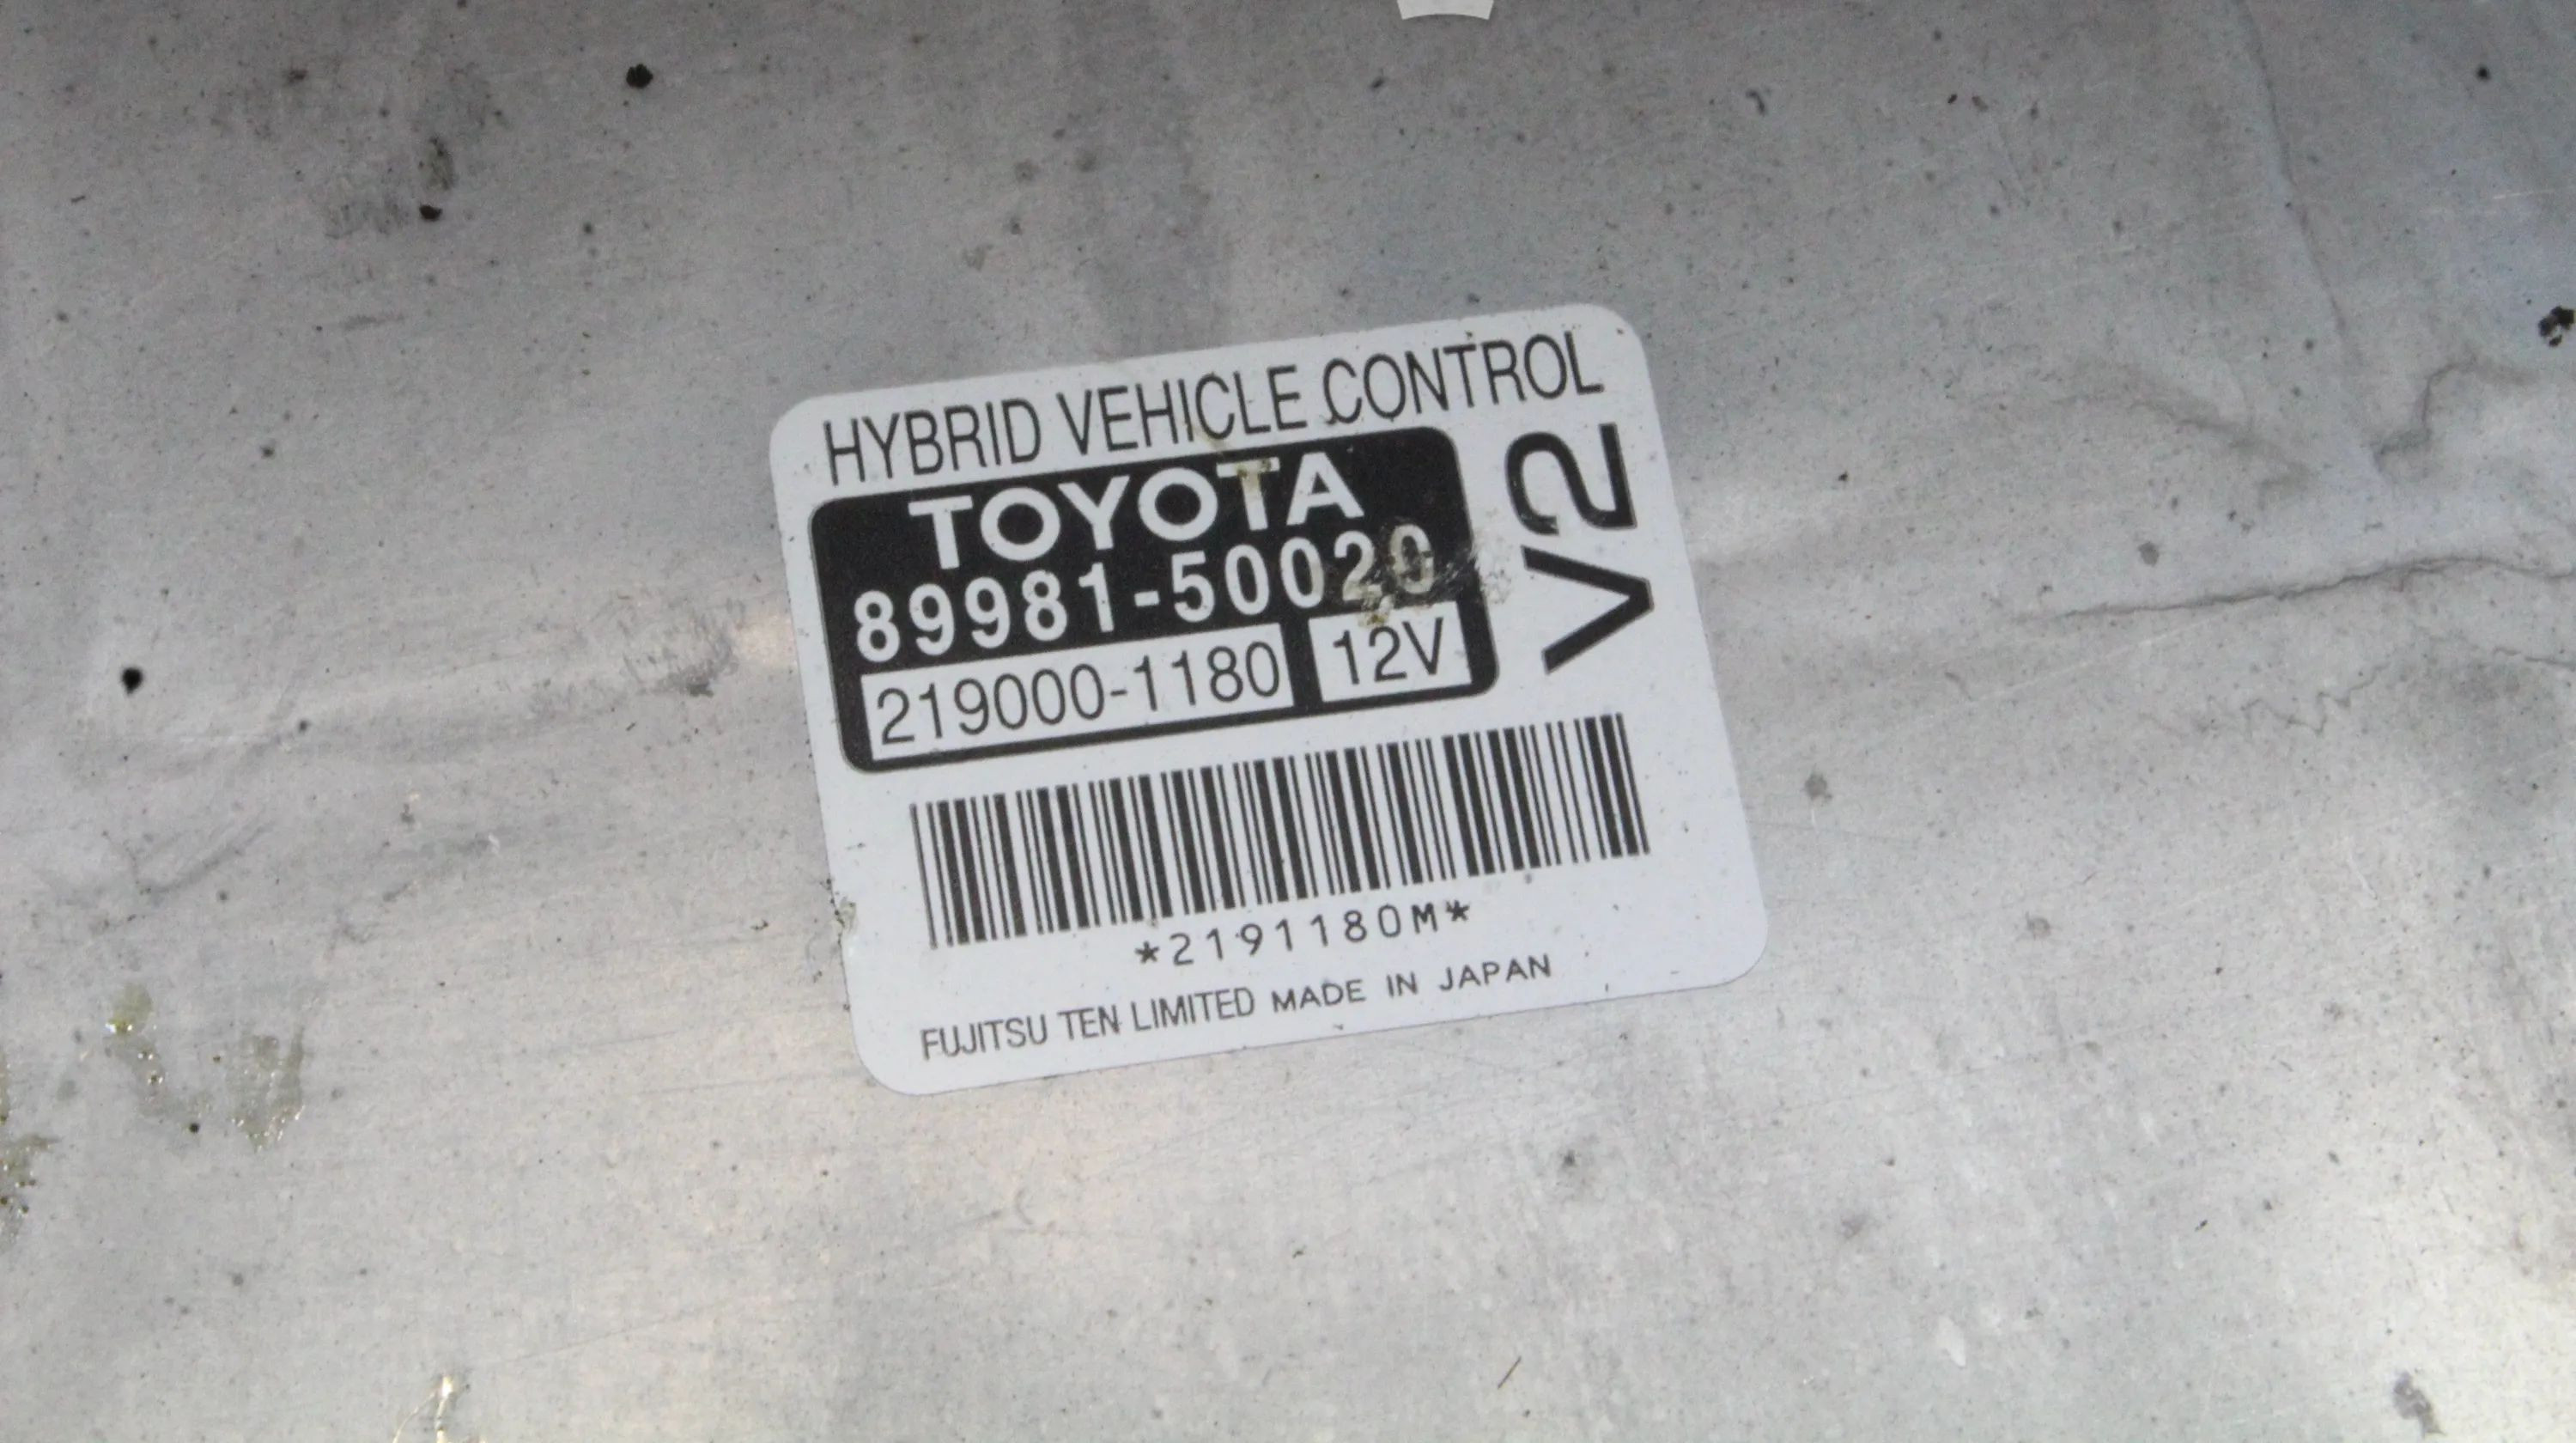 HYBRID VEHICLE CONTROL
TOYOTA
89981-50020
219000-1180 12V
V2
*2191180M*
FUJITSU TEN LIMITED MADE IN JAPAN